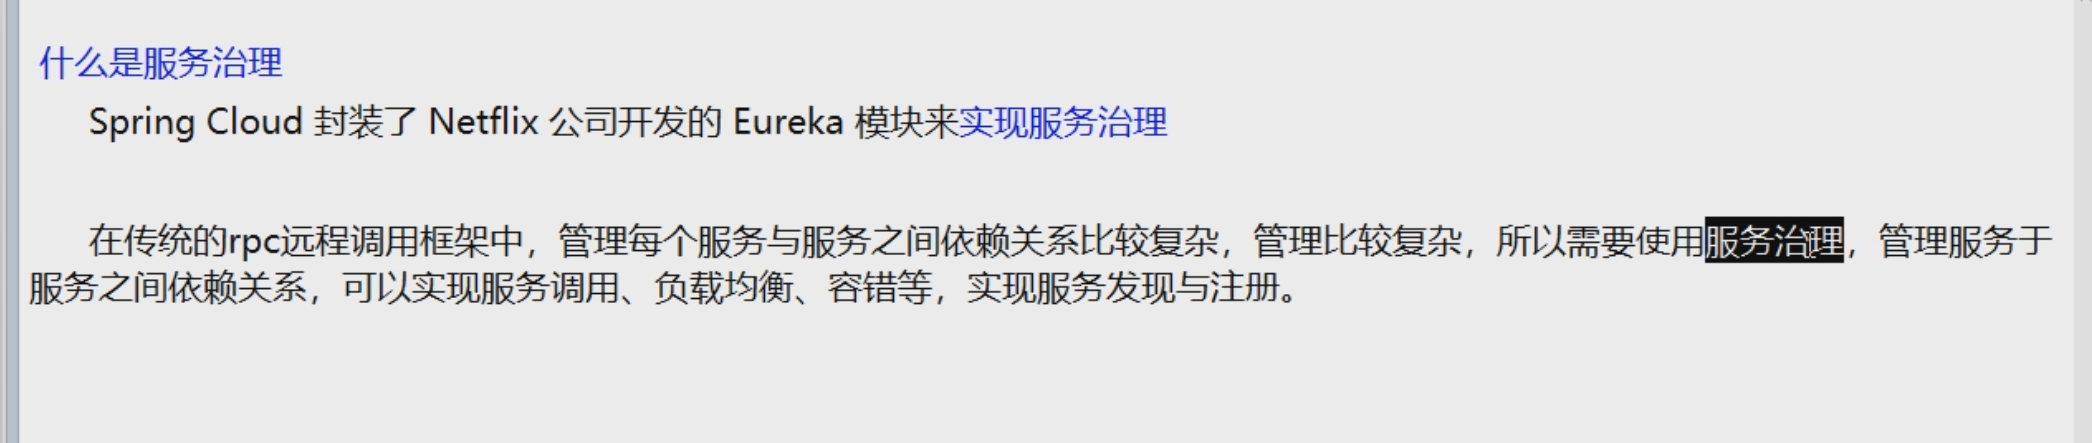 什么是服务治理
Spring Cloud 封装了 Netflix 公司开发的 Eureka 模块来实现服务治理
在传统的rpc远程调用框架中，管理每个服务与服务之间依赖关系比较复杂，管理比较复杂，所以需要使用服务治理，管理服务于
服务之间依赖关系，可以实现服务调用、负载均衡、容错等，实现服务发现与注册。